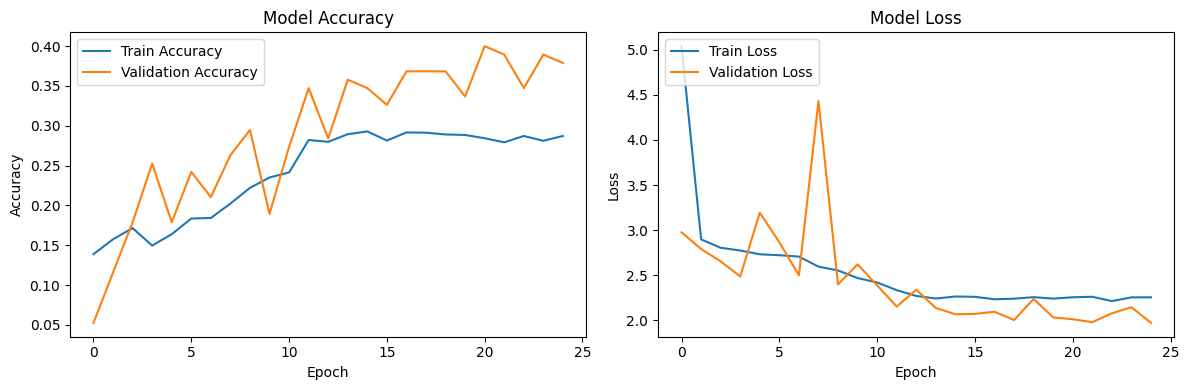 Model Accuracy
Train Accuracy
Validation Accuracy
0.40
0.35
0.30
0.25
0.20
0.15
0.10
0.05
Accuracy
0
5
10
15
20
25
Epoch
Model Loss
Train Loss
Validation Loss
5.0
4.5
4.0
3.5
3.0
2.5
2.0
Loss
0
5
10
15
20
25
Epoch